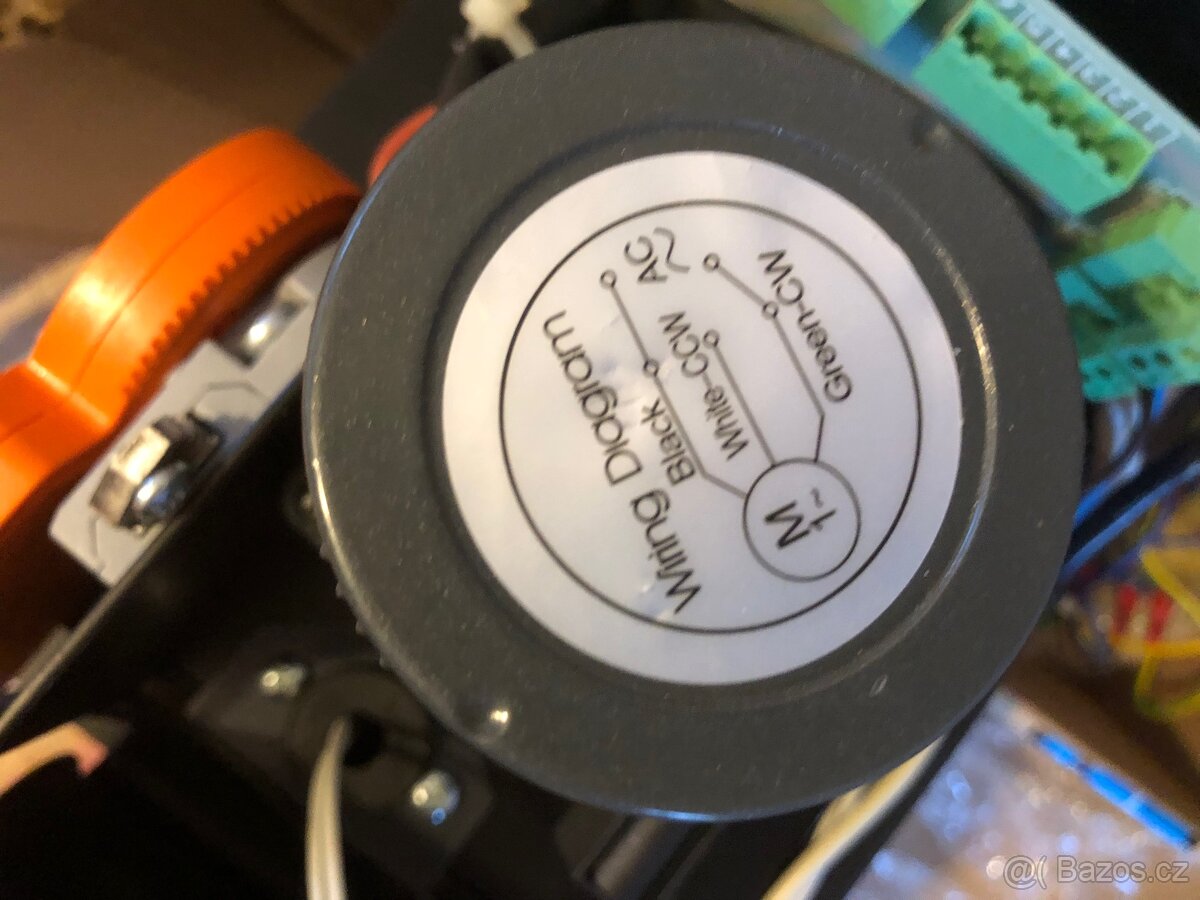 Wiring Diagram
AC
~
Black
White-CCW
Green-CW
M
1~
@( Bazos.cz